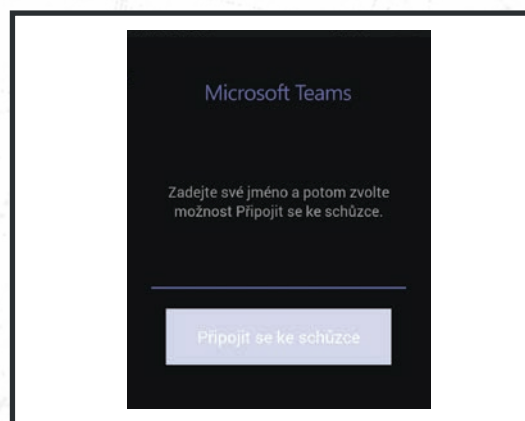 Microsoft Teams
Zadejte své jméno a potom zvolte
možnost Připojit se ke schůzce.
Připojit se ke schůzce